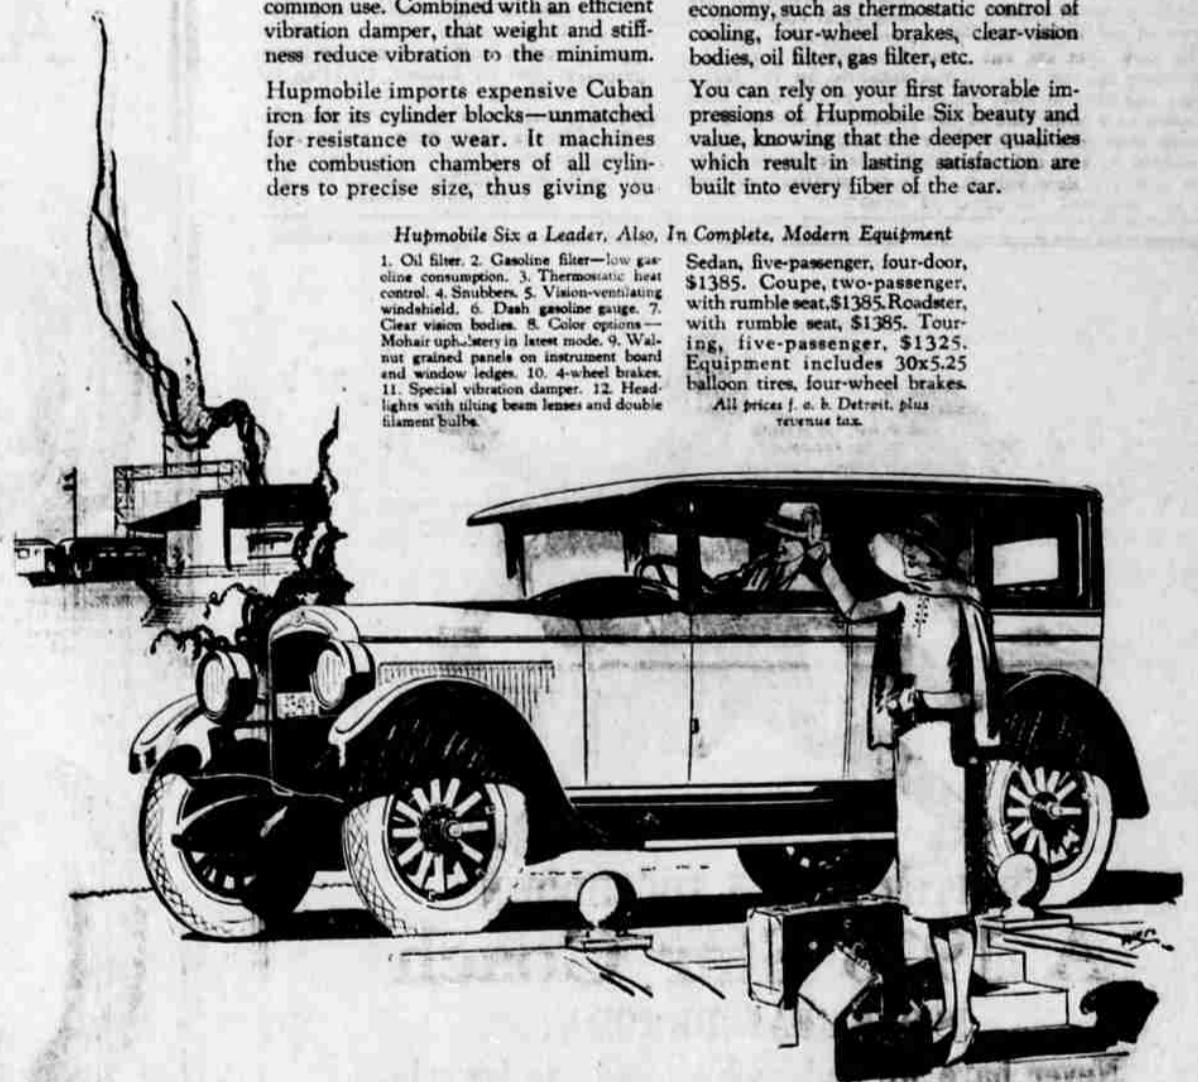 common use. Combined with an efficient
vibration damper, that weight and stiff-
ness reduce vibration to the minimum.
Hupmobile imports expensive Cuban
iron for its cylinder blocks—unmatched
for resistance to wear. It machines
the combustion chambers of all cylin-
ders to precise size, thus giving you
economy, such as thermostatic control of
cooling, four-wheel brakes, clear-vision
bodies, oil filter, gas filter, etc.
You can rely on your first favorable im-
pressions of Hupmobile Six beauty and
value, knowing that the deeper qualities
which result in lasting satisfaction are
built into every fiber of the car.
Hupmobile Six a Leader, Also, In Complete, Modern Equipment
1. Oil filter. 2. Gasoline filter—low gas-
oline consumption. 3. Thermostatic heat
control. 4. Snubbers. 5. Vision-ventilating
windshield. 6. Dash gasoline gauge. 7.
Clear vision bodies. 8. Color options—
Mohair upholstery in latest mode. 9. Wal-
nut grained panels on instrument board
and window ledges. 10. 4-wheel brakes.
11. Special vibration damper. 12. Head-
lights with tilting beam lenses and double
filament bulbs.
Sedan, five-passenger, four-door,
$1385. Coupe, two-passenger,
with rumble seat, $1385. Roadster,
with rumble seat, $1385. Tour-
ing, five-passenger, $1325.
Equipment includes 30x5.25
balloon tires, four-wheel brakes.
All prices f. o. b. Detroit, plus
revenue tax.